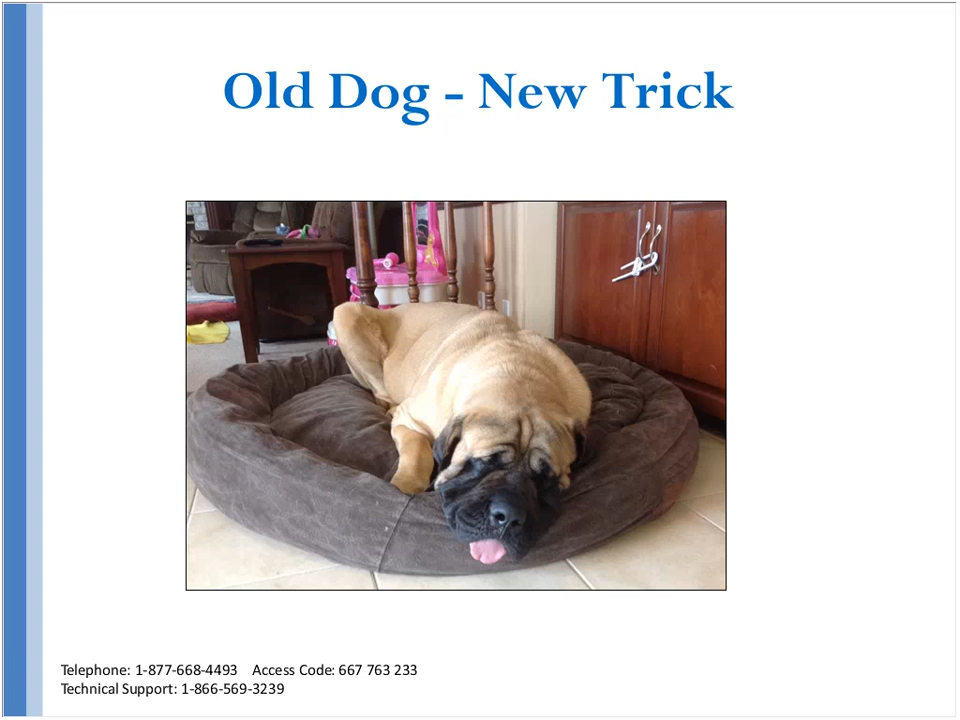 Old Dog - New Trick
Telephone: 1-877-668-4493 Access Code: 667 763 233
Technical Support: 1-866-569-3239